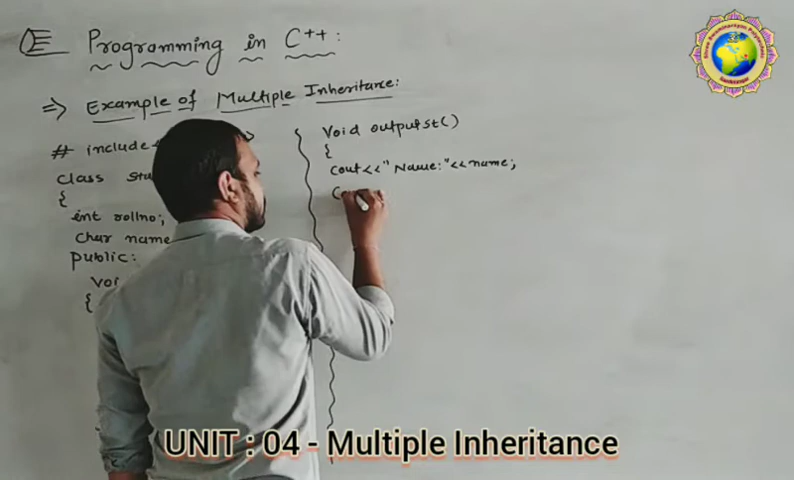 Programming in C++:
=> Example of Multiple Inheritance:
# include
class
{
int rollno;
char name
Public:
{
Void outputst()
{
cout<<" Name: "<<name;
UNIT : 04 - Multiple Inheritance